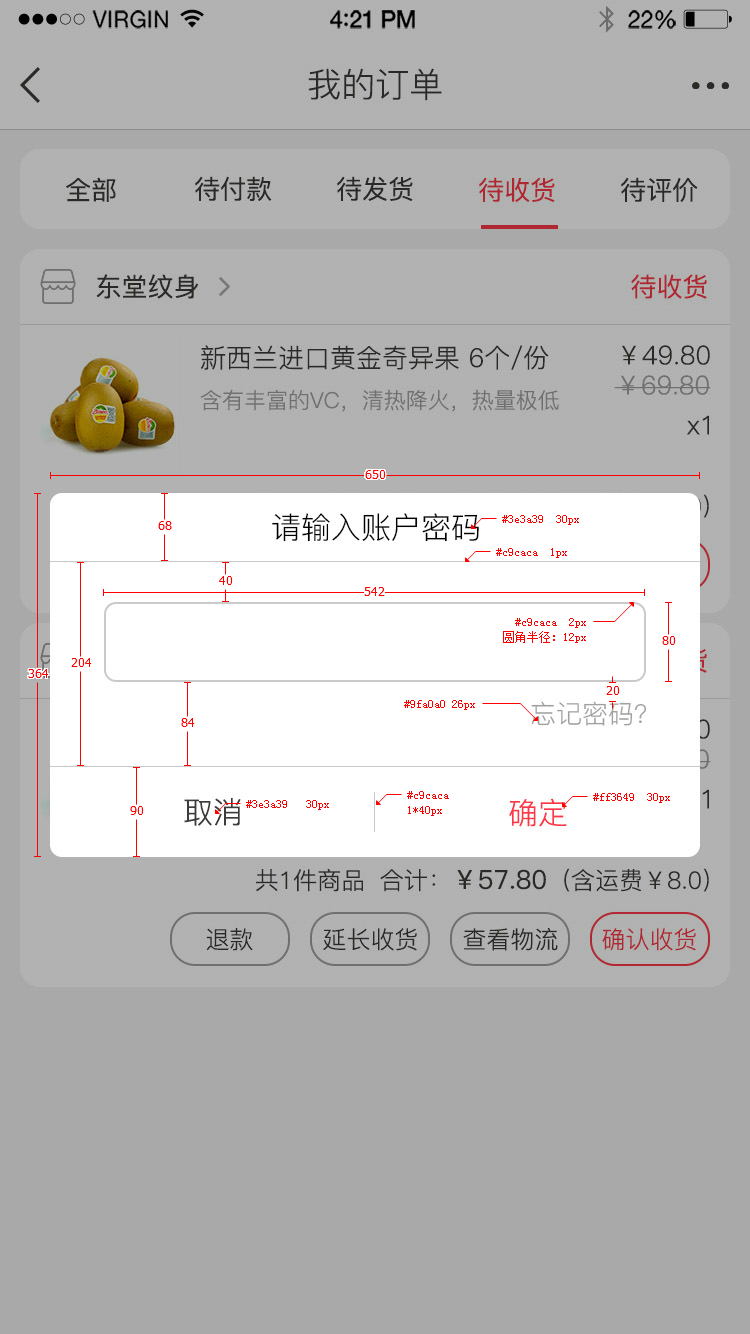 VIRGIN 4:21 PM 22%
我的订单
全部 待付款 待发货 待收货 待评价
东堂纹身 待收货
新西兰进口黄金奇异果 6个/份 ￥49.80
含有丰富的VC，清热降火，热量极低 ￥69.80
x1
650
)
68
请输入账户密码
#3e3a39 30px
#c9caca 1px
40
542
#c9caca 2px
圆角半径：12px
80
204
364
货
20
84
#9fa0a0 26px
忘记密码?
0
0
90
取消
#3e3a39 30px
#c9caca
1*40px
确定
#ff3649 30px
1
共1件商品 合计： ￥57.80（含运费￥8.0）
退款 延长收货 查看物流 确认收货